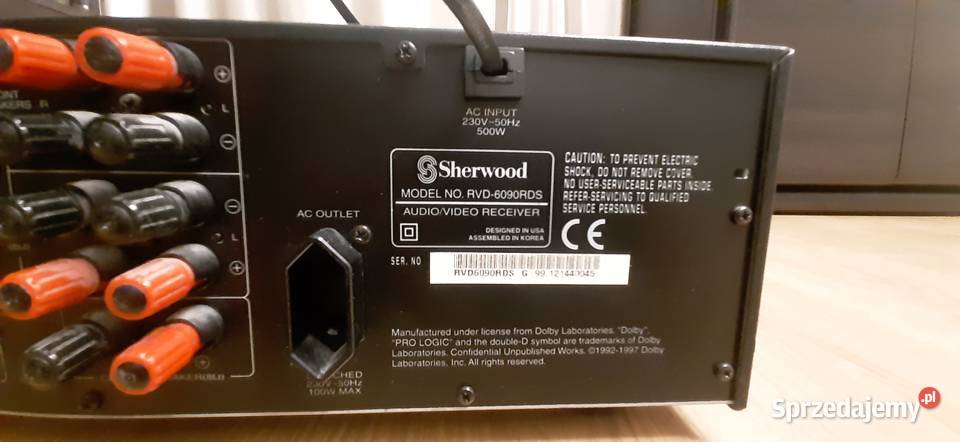 AC INPUT
230V~50Hz
500W
L
Sherwood
MODEL NO. RVD-6090RDS
AUDIO/VIDEO RECEIVER
DESIGNED IN USA
ASSEMBLED IN KOREA
CAUTION: TO PREVENT ELECTRIC
SHOCK, DO NOT REMOVE COVER.
NO USER-SERVICEABLE PARTS INSIDE.
REFER-SERVICING TO QUALIFIED
SERVICE PERSONNEL.
CE
AC OUTLET
L
SER. NO
RVD6090RDS G 99.121440045
Manufactured under license from Dolby Laboratories. "Dolby",
"PRO LOGIC" and the double-D symbol are trademarks of Dolby
Laboratories. Confidential Unpublished Works. ©1992-1997 Dolby
Laboratories, Inc. All rights reserved.
230V~50Hz
100W MAX
Sprzedajemy.pl